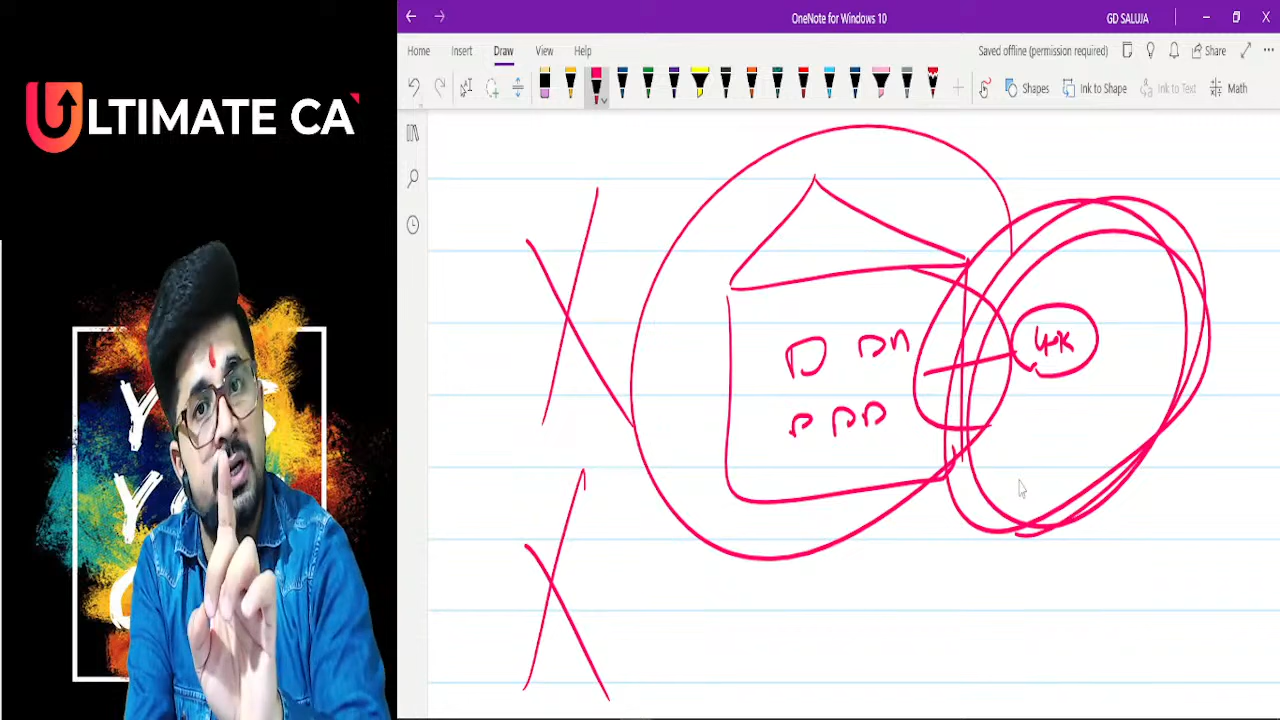 OneNote for Windows 10
GD SALUJA
Home Insert Draw View Help
Saved offline (permission required)
Share
Shapes
Ink to Shape
Ink to Text
Math
ULTIMATE CA
4K